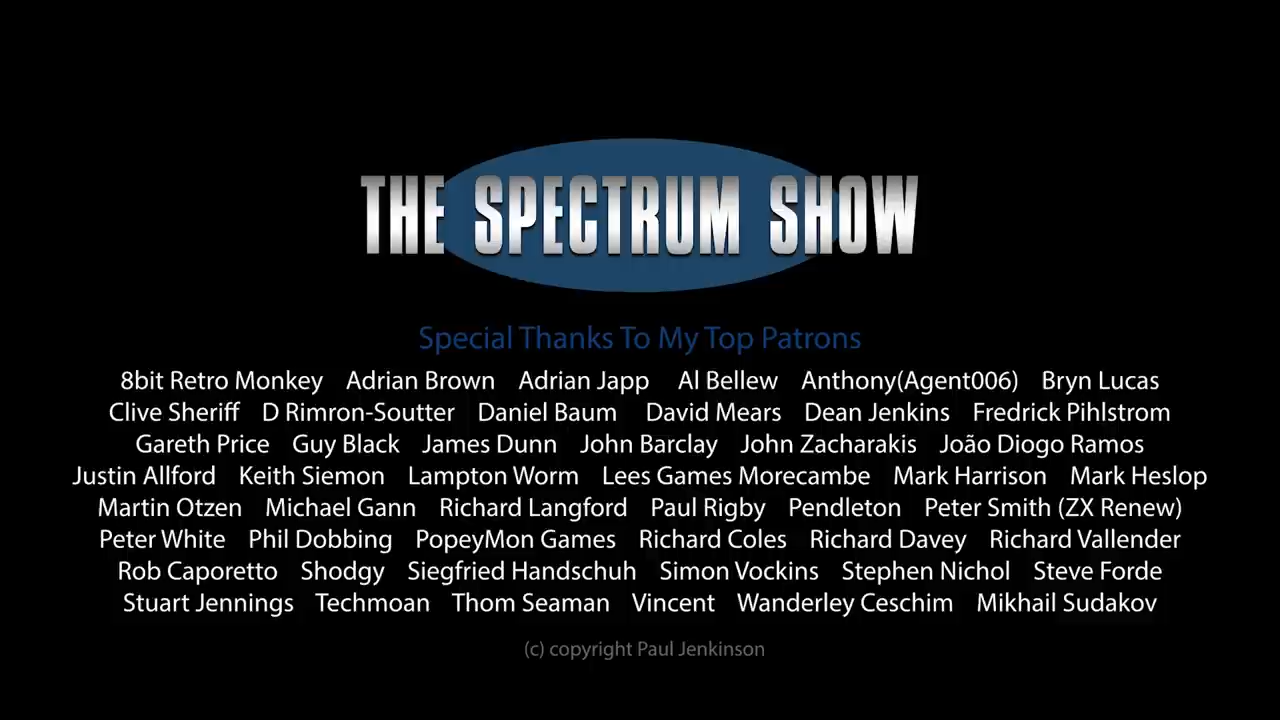 THE SPECTRUM SHOW
Special Thanks To My Top Patrons
8bit Retro Monkey Adrian Brown Adrian Japp Al Bellew Anthony(Agent006) Bryn Lucas
Clive Sheriff D Rimron-Soutter Daniel Baum David Mears Dean Jenkins Fredrick Pihlstrom
Gareth Price Guy Black James Dunn John Barclay John Zacharakis João Diogo Ramos
Justin Allford Keith Siemon Lampton Worm Lees Games Morecambe Mark Harrison Mark Heslop
Martin Otzen Michael Gann Richard Langford Paul Rigby Pendleton Peter Smith (ZX Renew)
Peter White Phil Dobbing PopeyMon Games Richard Coles Richard Davey Richard Vallender
Rob Caporetto Shodgy Siegfried Handschuh Simon Vockins Stephen Nichol Steve Forde
Stuart Jennings Techmoan Thom Seaman Vincent Wanderley Ceschim Mikhail Sudakov
(c) copyright Paul Jenkinson